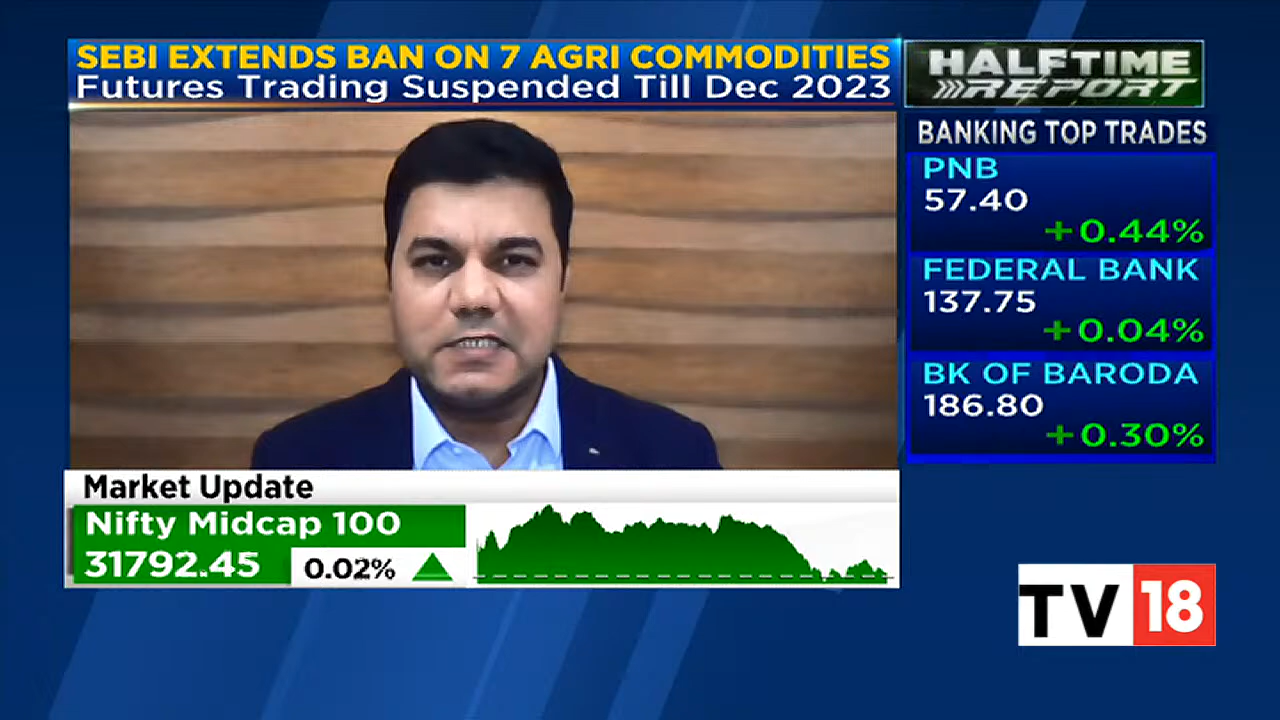 SEBI EXTENDS BAN ON 7 AGRI COMMODITIES
Futures Trading Suspended Till Dec 2023
HALFTIME
REPORT
BANKING TOP TRADES
PNB
57.40
+0.44%
FEDERAL BANK
137.75
+0.04%
BK OF BARODA
186.80
+0.30%
Market Update
Nifty Midcap 100
31792.45
0.02%
TV18